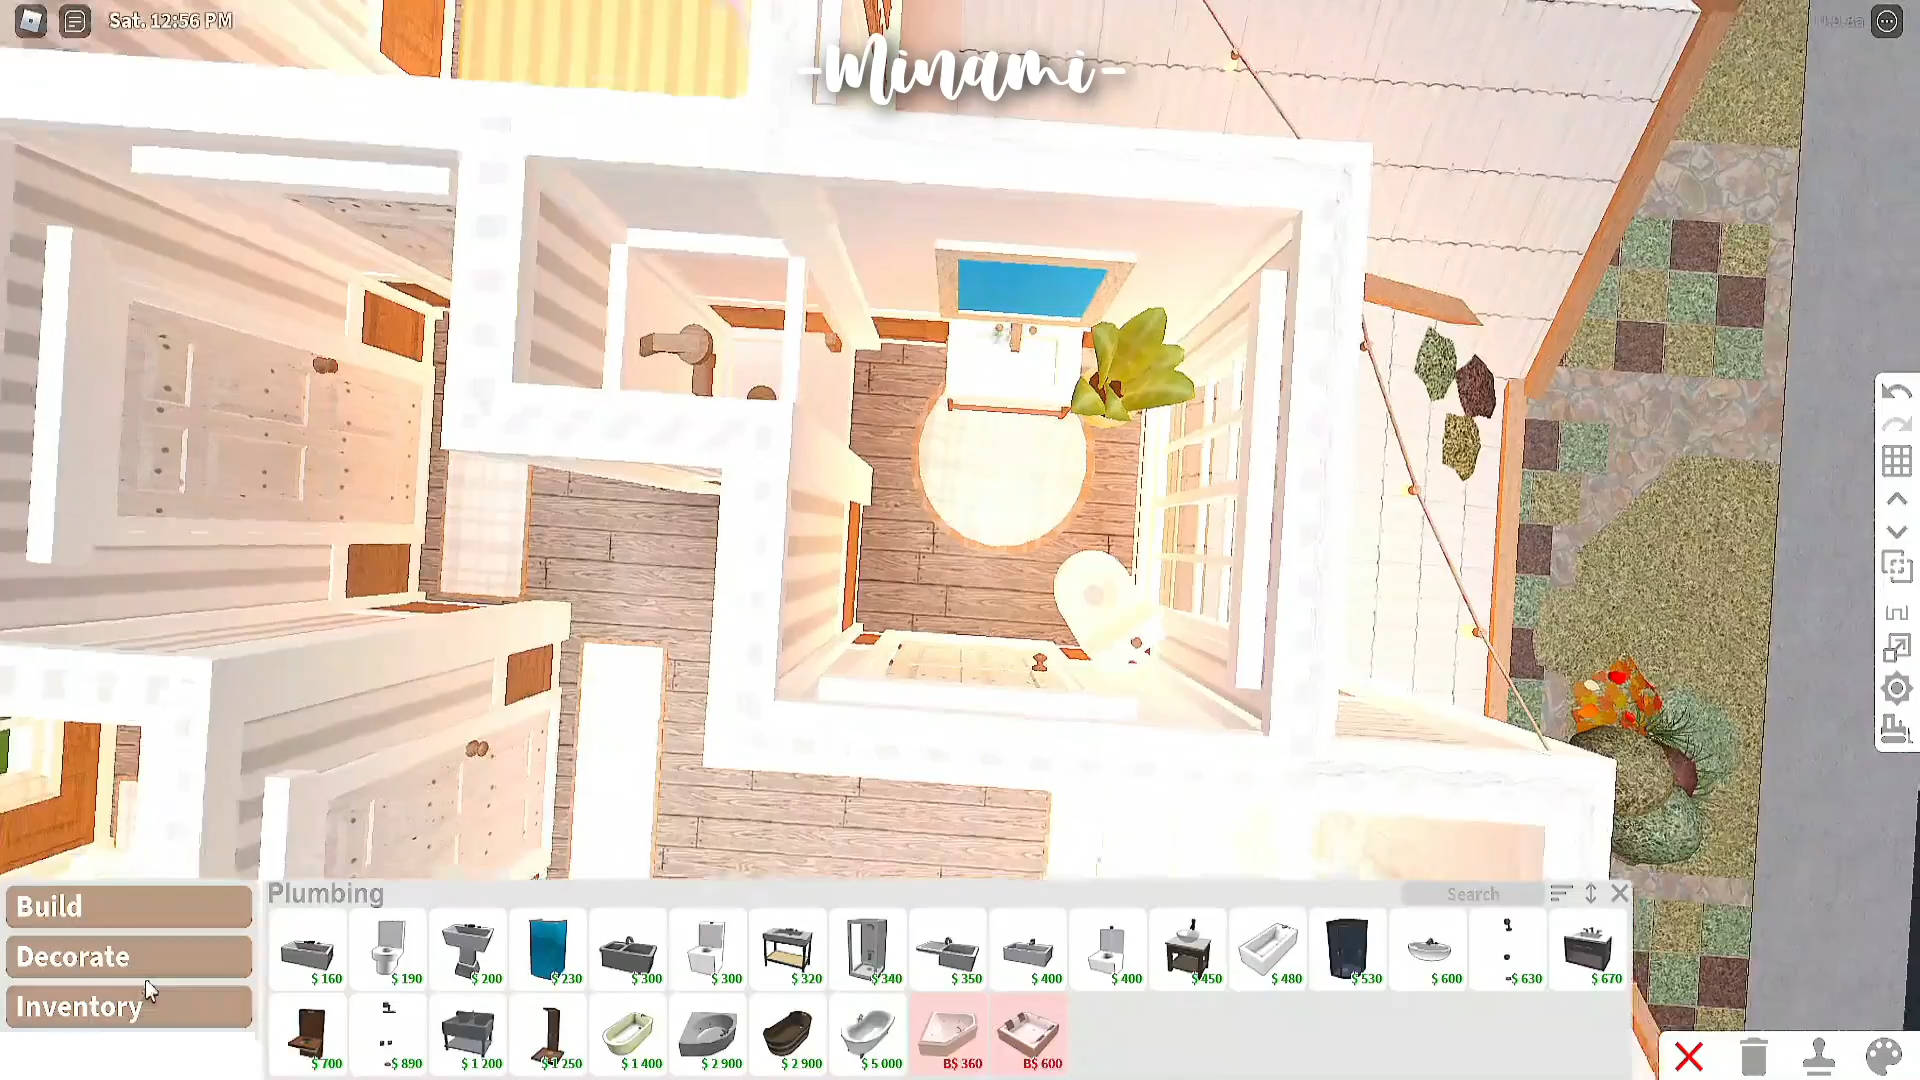 Sat. 12:56 PM
-Minami-
Build
Decorate
Inventory
Plumbing
Search
$ 160
$ 190
$ 200
$ 230
$ 300
$ 300
$ 320
$ 340
$ 350
$ 400
$ 400
$ 450
$ 480
$ 530
$ 600
$ 630
$ 670
$ 700
$ 890
$ 1 200
$ 1 250
$ 1 400
$ 2 900
$ 2 900
$ 5 000
B$ 360
B$ 600